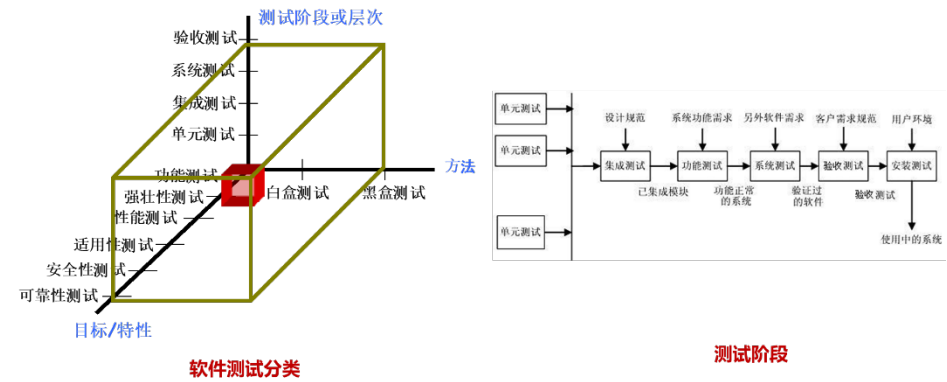 测试阶段或层次
验收测试
系统测试
集成测试
单元测试
方法
功能测试
白盒测试
黑盒测试
强壮性测试
性能测试
适用性测试
安全性测试
可靠性测试
目标/特性
软件测试分类
单元测试
单元测试
单元测试
设计规范
系统功能需求
另外软件需求
客户需求规范
用户环境
集成测试
功能测试
系统测试
验收测试
安装测试
已集成模块
功能正常
的系统
验证过
的软件
验收测试
使用中的系统
测试阶段